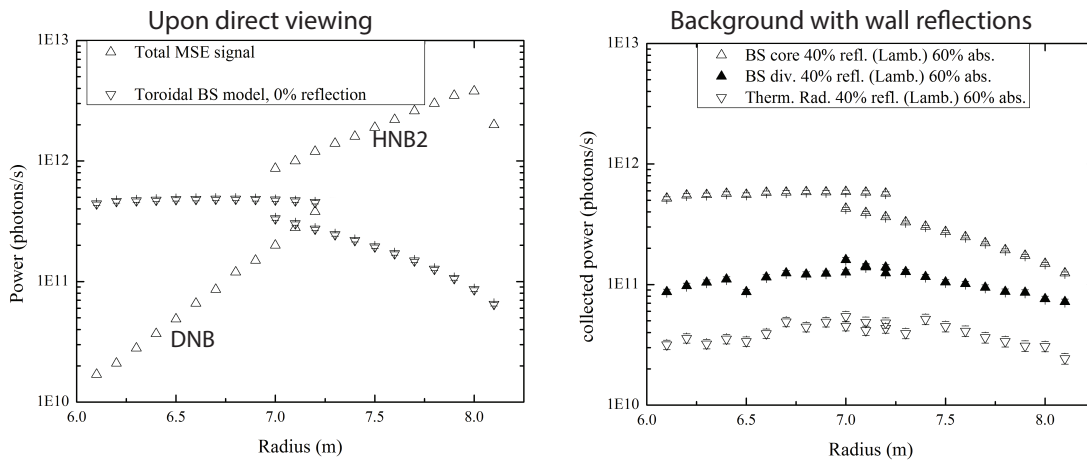 Upon direct viewing
1E13
Total MSE signal
Toroidal BS model, 0% reflection
1E12
1E11
1E10
Power (photons/s)
HNB2
DNB
6.0 6.5 7.0 7.5 8.0
Radius (m)
Background with wall reflections
1E13
BS core 40% refl. (Lamb.) 60% abs.
BS div. 40% refl. (Lamb.) 60% abs.
Therm. Rad. 40% refl. (Lamb.) 60% abs.
1E12
1E11
1E10
collected power (photons/s)
6.0 6.5 7.0 7.5 8.0
Radius (m)